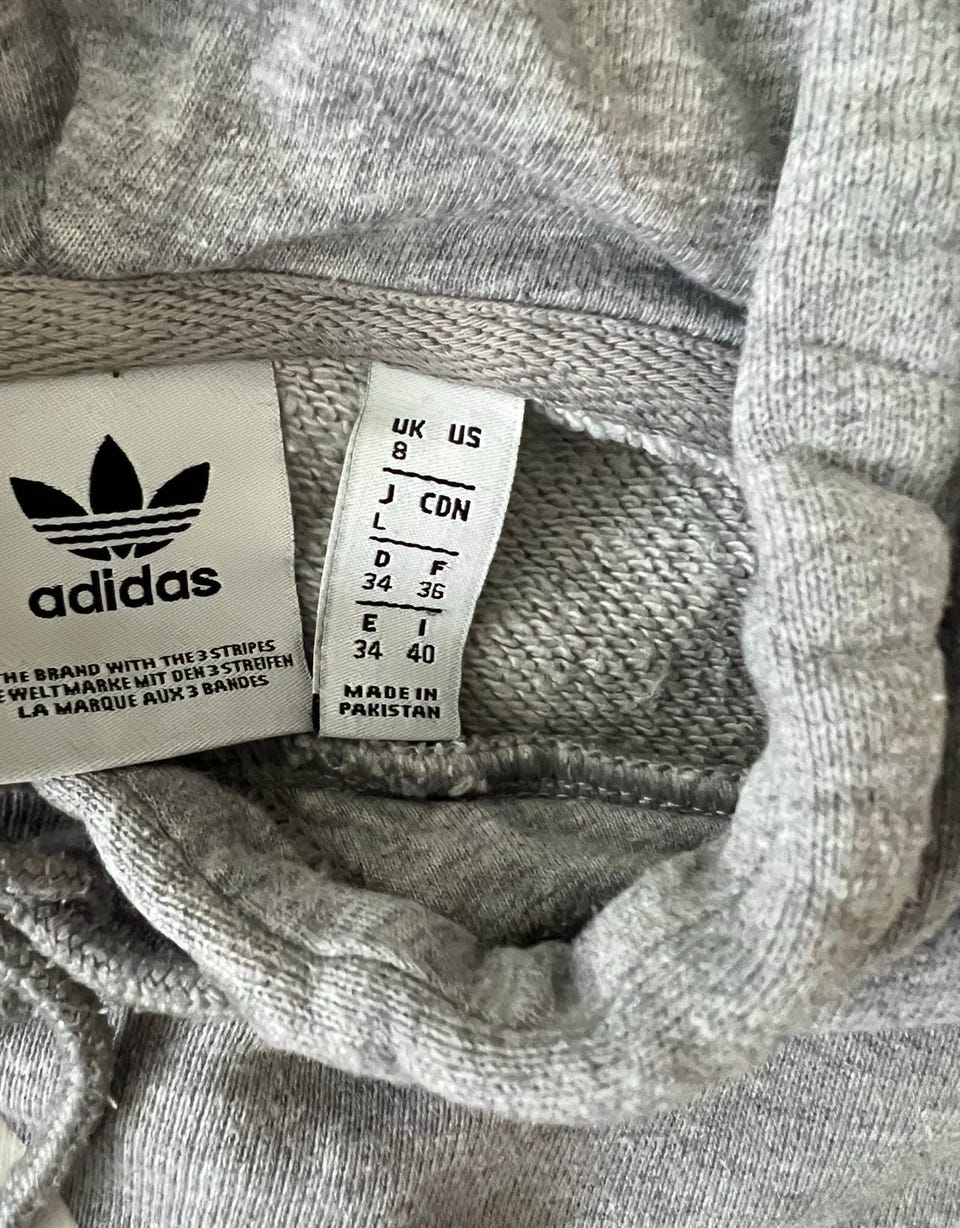 adidas
THE BRAND WITH THE 3 STRIPES
WELTMARKE MIT DEN 3 STREIFEN
LA MARQUE AUX 3 BANDES
UK US
8
J CDN
L
D F
34 36
E I
34 40
MADE IN
PAKISTAN